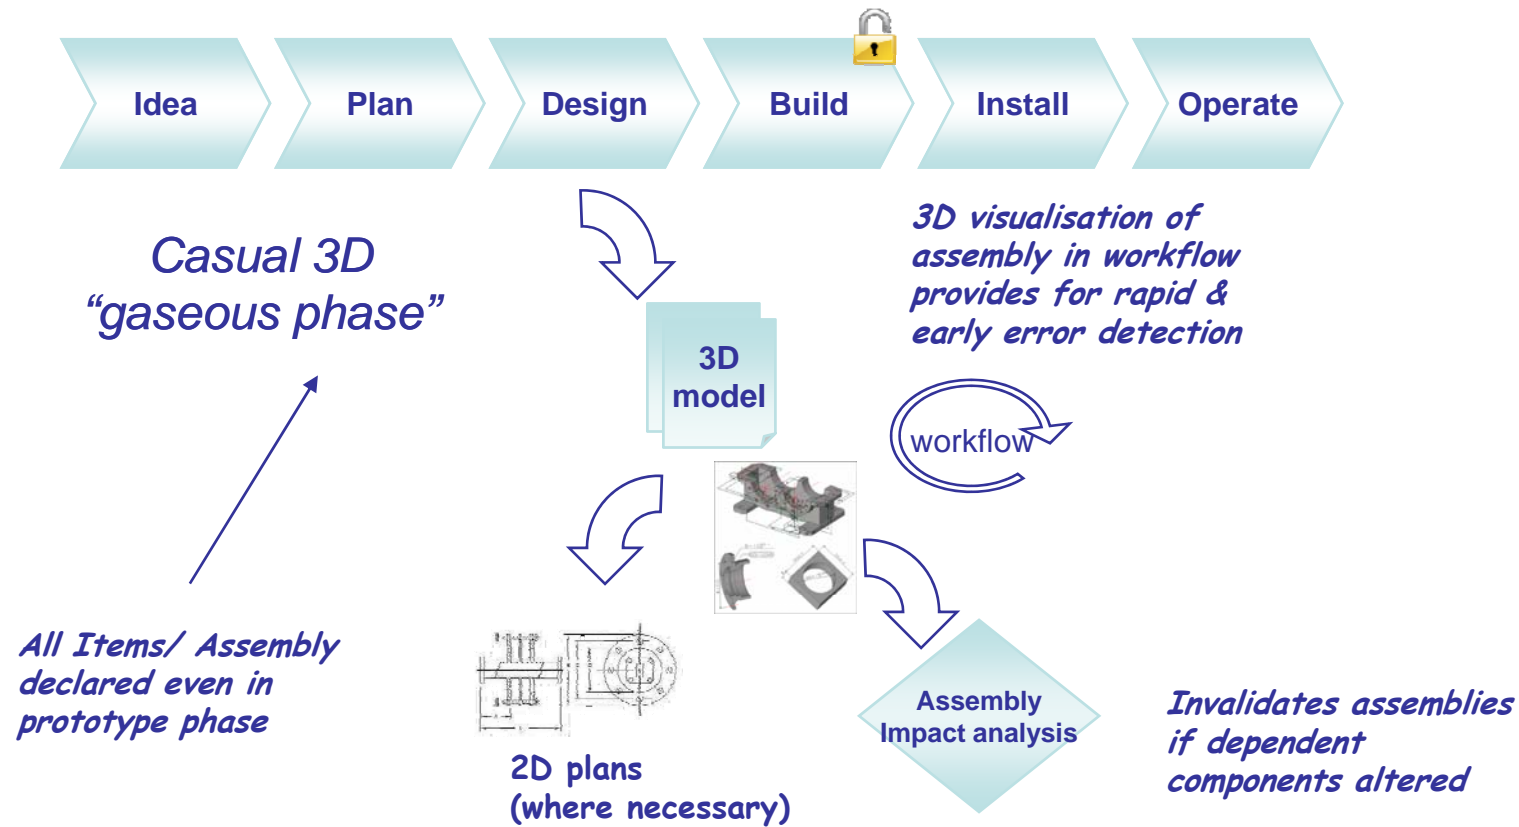 Idea
Plan
Design
Build
Install
Operate
Casual 3D
“gaseous phase”
3D visualisation of
assembly in workflow
provides for rapid &
early error detection
3D
model
workflow
All Items/ Assembly
declared even in
prototype phase
2D plans
(where necessary)
Assembly
Impact analysis
Invalidates assemblies
if dependent
components altered